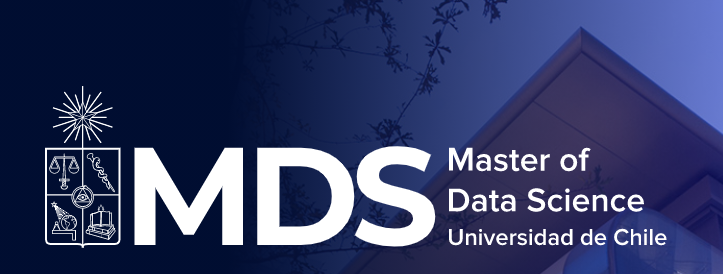 MDS
Master of
Data Science
Universidad de Chile